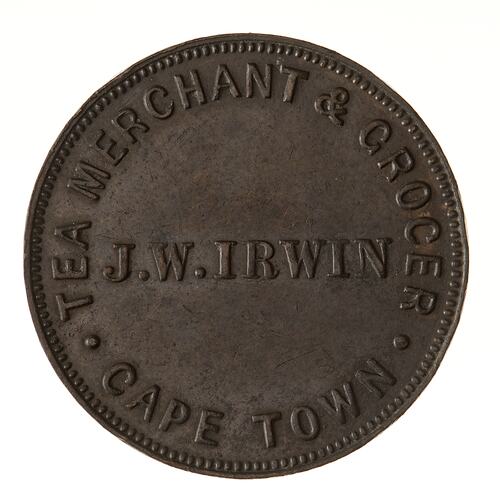 TEA MERCHANT & GROCER
J.W.IRWIN
· CAPE TOWN ·